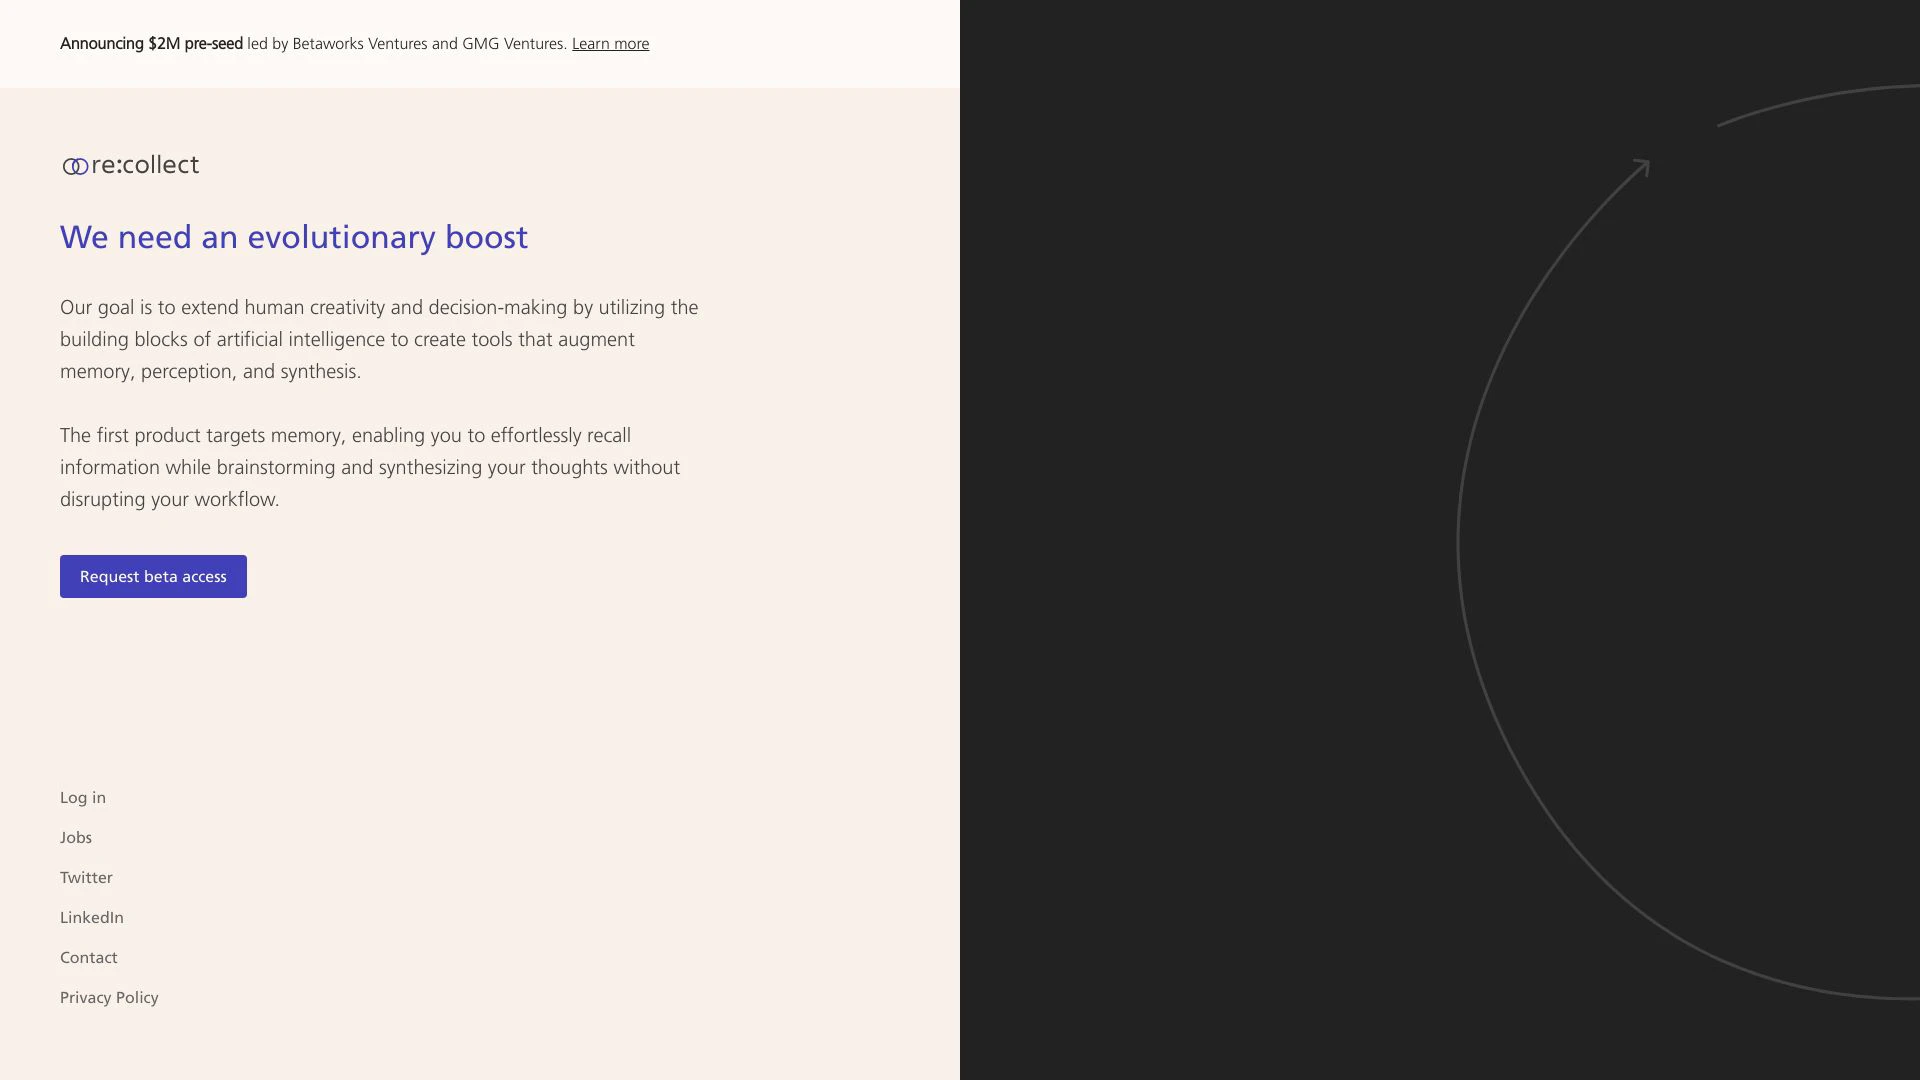 Announcing $2M pre-seed led by Betaworks Ventures and GMG Ventures. Learn more
re:collect
We need an evolutionary boost
Our goal is to extend human creativity and decision-making by utilizing the
building blocks of artificial intelligence to create tools that augment
memory, perception, and synthesis.
The first product targets memory, enabling you to effortlessly recall
information while brainstorming and synthesizing your thoughts without
disrupting your workflow.
Request beta access
Log in
Jobs
Twitter
LinkedIn
Contact
Privacy Policy